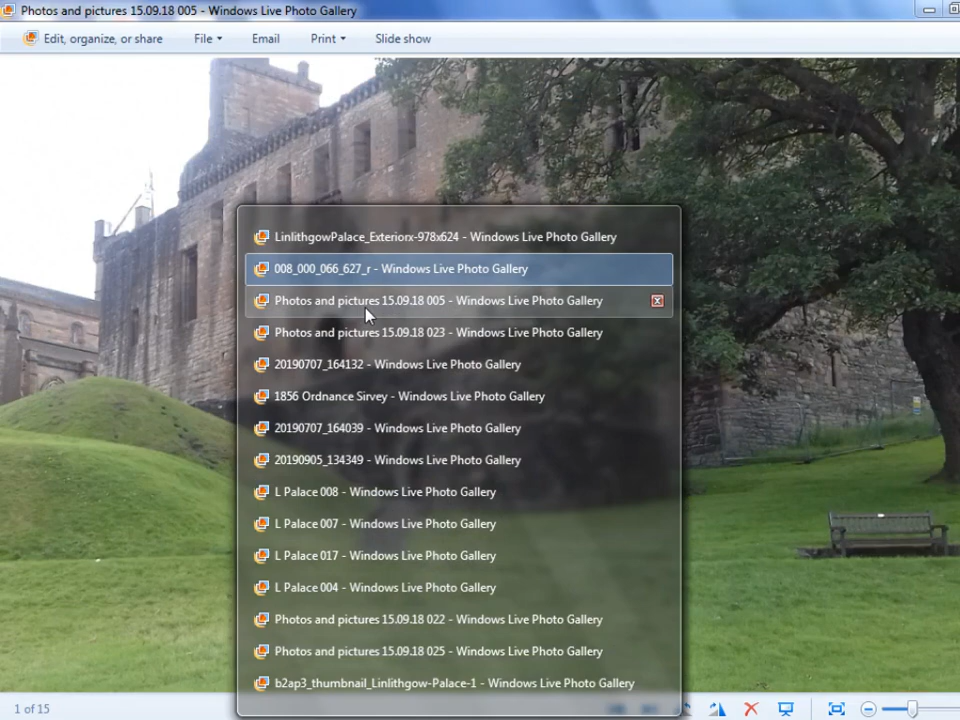 Photos and pictures 15.09.18 005 - Windows Live Photo Gallery
Edit, organize, or share File Email Print Slide show
LinlithgowPalace_Exteriorx-978x624 - Windows Live Photo Gallery
008_000_066_627_r - Windows Live Photo Gallery
Photos and pictures 15.09.18 005 - Windows Live Photo Gallery
Photos and pictures 15.09.18 023 - Windows Live Photo Gallery
20190707_164132 - Windows Live Photo Gallery
1856 Ordnance Sirvey - Windows Live Photo Gallery
20190707_164039 - Windows Live Photo Gallery
20190905_134349 - Windows Live Photo Gallery
L Palace 008 - Windows Live Photo Gallery
L Palace 007 - Windows Live Photo Gallery
L Palace 017 - Windows Live Photo Gallery
L Palace 004 - Windows Live Photo Gallery
Photos and pictures 15.09.18 022 - Windows Live Photo Gallery
Photos and pictures 15.09.18 025 - Windows Live Photo Gallery
b2ap3_thumbnail_Linlithgow-Palace-1 - Windows Live Photo Gallery
1 of 15